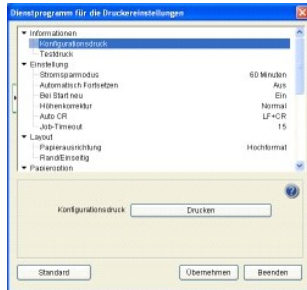 Dienstprogramm für die Druckereinstellungen
Informationen
Konfigurationsdruck
Testdruck
Einstellung
Stromsparmodus 60 Minuten
Automatisch Fortsetzen Aus
Bei Start neu Ein
Höhenkorrektur Normal
Auto CR LF+CR
Job-Timeout 15
Layout
Papierausrichtung Hochformat
Rand/Einseitig
Papieroption
Konfigurationsdruck Drucken
Standard Übernehmen Beenden